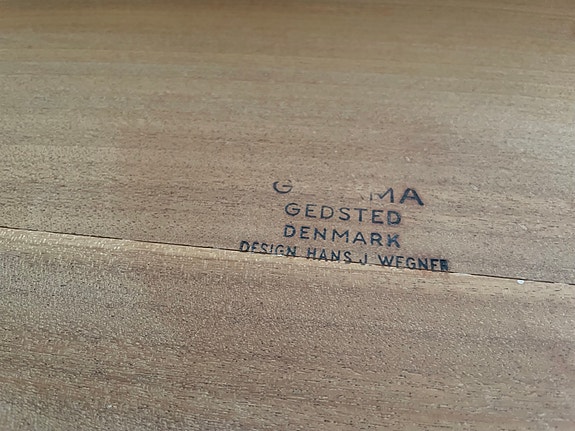 GEDSTED
DENMARK
DESIGN HANS J. WEGNER